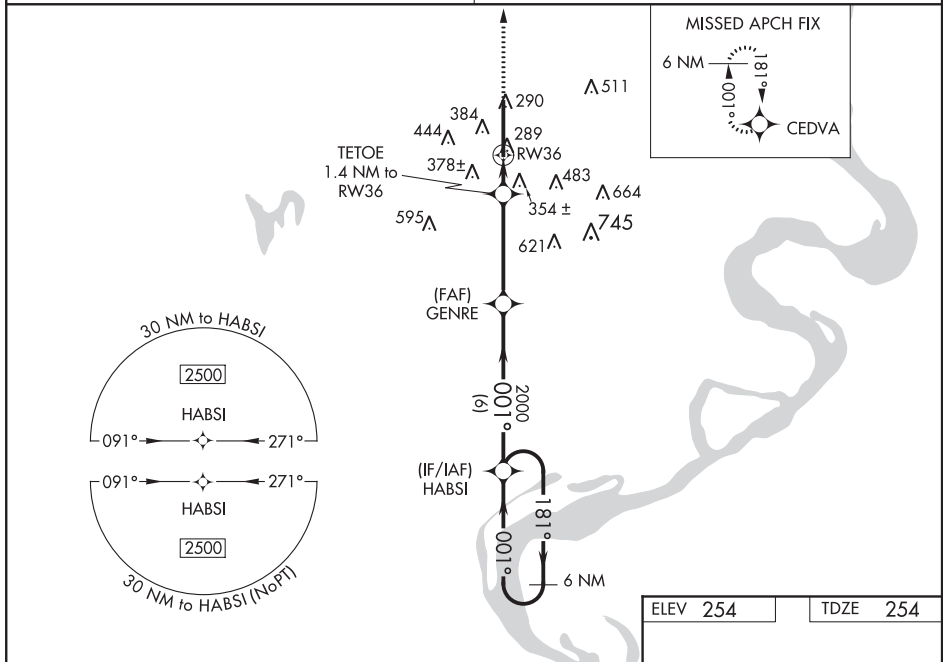 MISSED APCH FIX
6 NM
181°
001°
CEDVA
511
290
384
444
289
RW36
TETOE
1.4 NM to
RW36
378±
483
664
354 ±
595
745
621
(FAF)
GENRE
30 NM to HABSI
2500
HABSI
091°
271°
091°
271°
HABSI
2500
30 NM to HABSI (NoPT)
2000
001°
(6)
(IF/IAF)
HABSI
181°
001°
6 NM
ELEV 254
TDZE 254